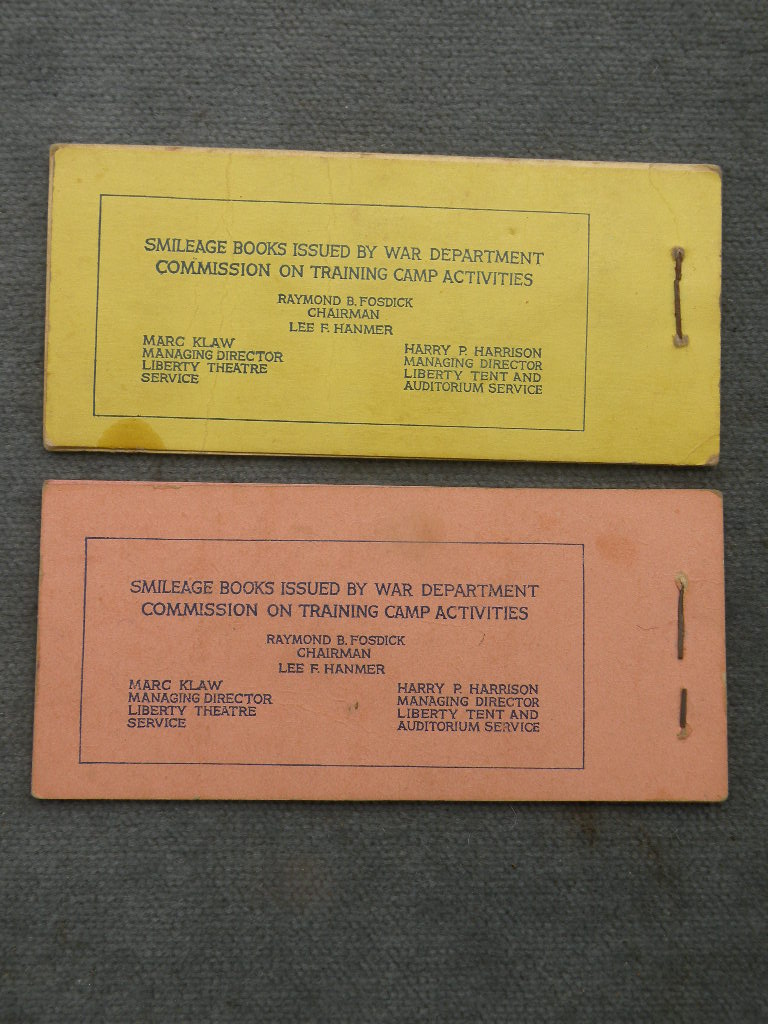 SMILEAGE BOOKS ISSUED BY WAR DEPARTMENT
COMMISSION ON TRAINING CAMP ACTIVITIES
RAYMOND B. FOSDICK
CHAIRMAN
LEE F. HANMER
MARC KLAW
MANAGING DIRECTOR
LIBERTY THEATRE
SERVICE
HARRY P. HARRISON
MANAGING DIRECTOR
LIBERTY TENT AND
AUDITORIUM SERVICE
SMILEAGE BOOKS ISSUED BY WAR DEPARTMENT
COMMISSION ON TRAINING CAMP ACTIVITIES
RAYMOND B. FOSDICK
CHAIRMAN
LEE F. HANMER
MARC KLAW
MANAGING DIRECTOR
LIBERTY THEATRE
SERVICE
HARRY P. HARRISON
MANAGING DIRECTOR
LIBERTY TENT AND
AUDITORIUM SERVICE